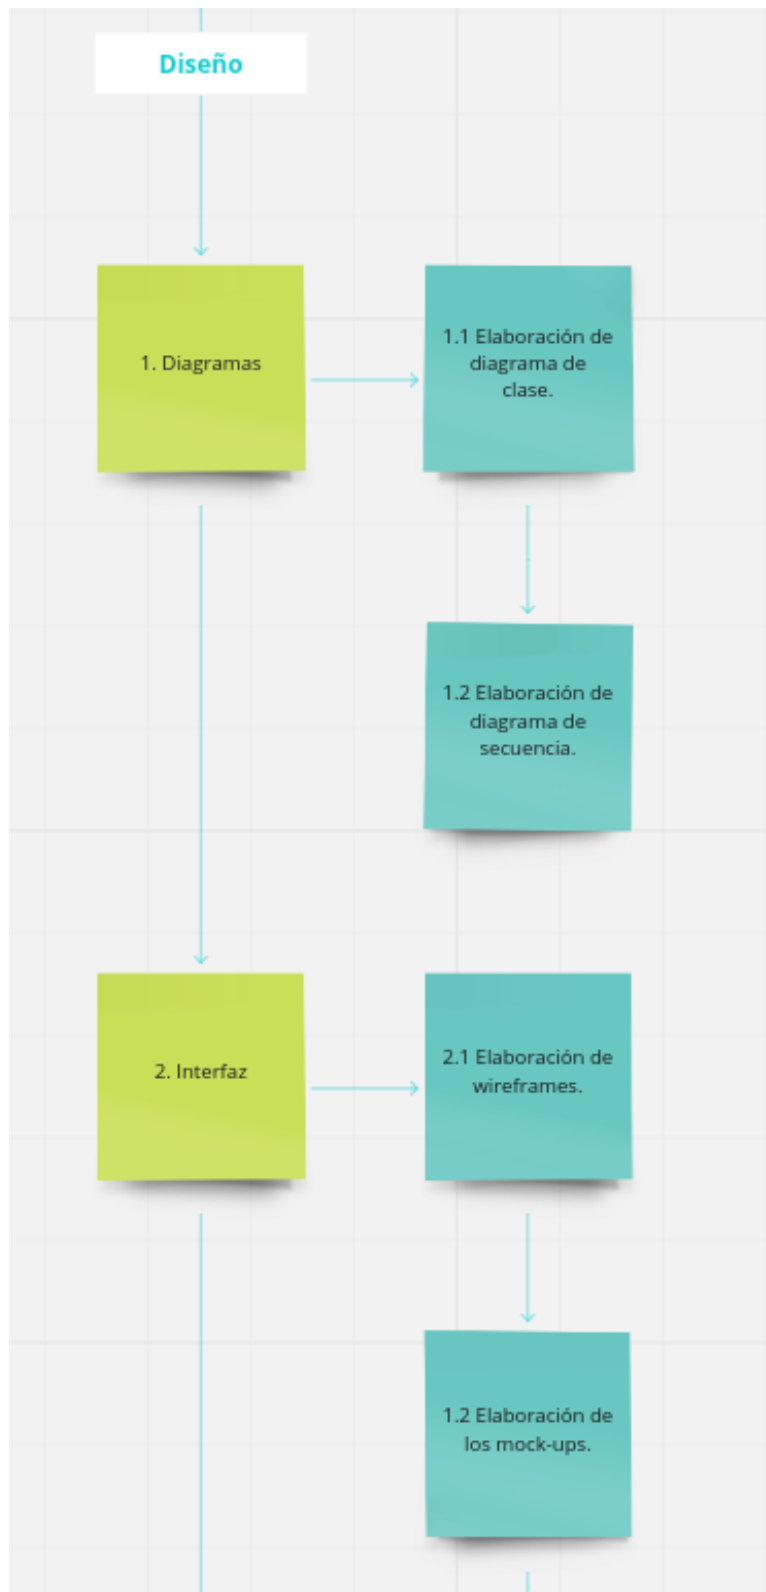 Diseño
1. Diagramas
1.1 Elaboración de
diagrama de
clase.
1.2 Elaboración de
diagrama de
secuencia.
2. Interfaz
2.1 Elaboración de
wireframes.
1.2 Elaboración de
los mock-ups.